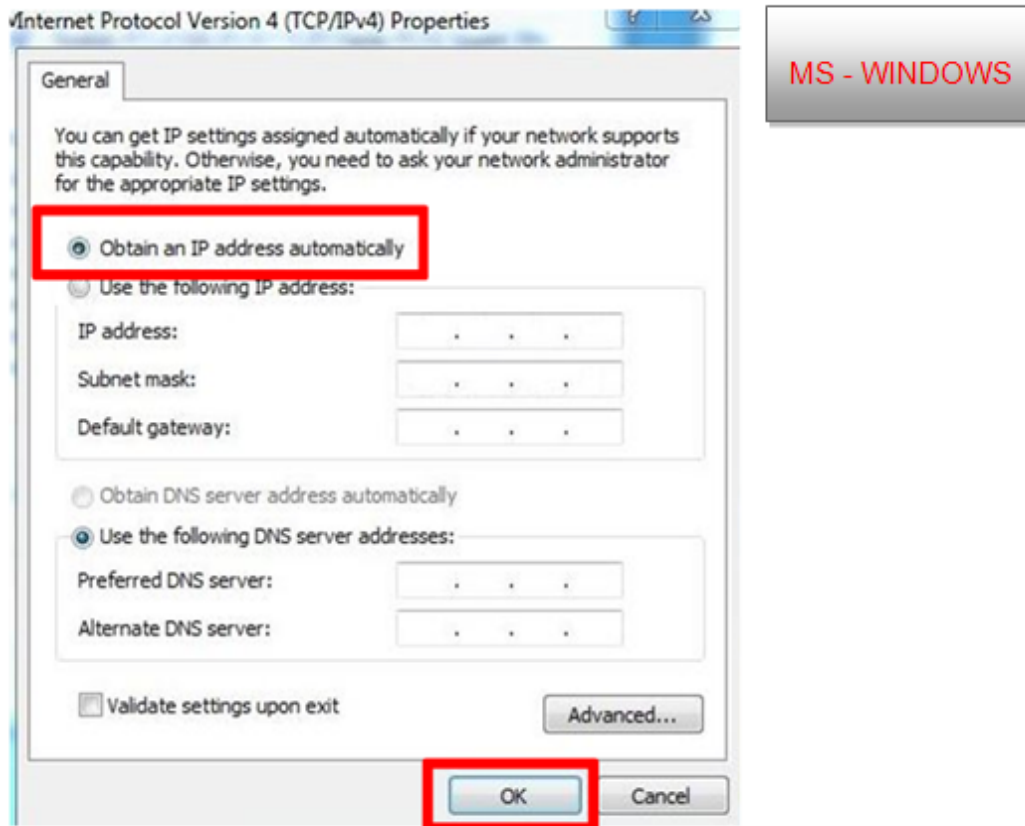 Internet Protocol Version 4 (TCP/IPv4) Properties
MS - WINDOWS
General
You can get IP settings assigned automatically if your network supports
this capability. Otherwise, you need to ask your network administrator
for the appropriate IP settings.
Obtain an IP address automatically
Use the following IP address:
IP address:
Subnet mask:
Default gateway:
Obtain DNS server address automatically
Use the following DNS server addresses:
Preferred DNS server:
Alternate DNS server:
Validate settings upon exit
Advanced...
OK
Cancel